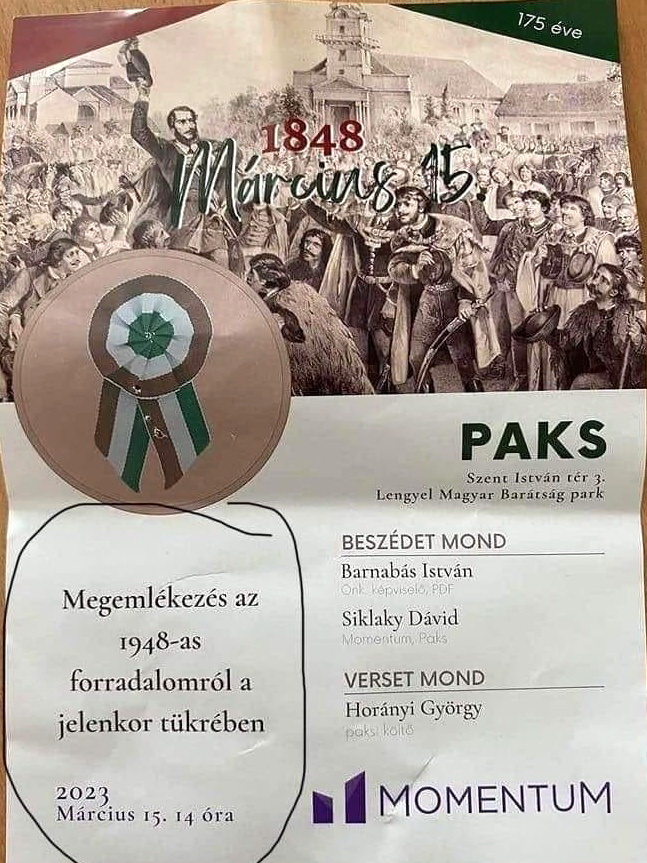 175 éve
1848
Március 15.
PAKS
Szent István tér 3.
Lengyel Magyar Barátság park
BESZÉDET MOND
Barnabás István
Önk. képviselő, PDF
Siklaky Dávid
Momentum, Paks
VERSET MOND
Horányi György
paksi költő
Megemlékezés az
1948-as
forradalomról a
jelenkor tükrében
2023
Március 15. 14 óra
MOMENTUM